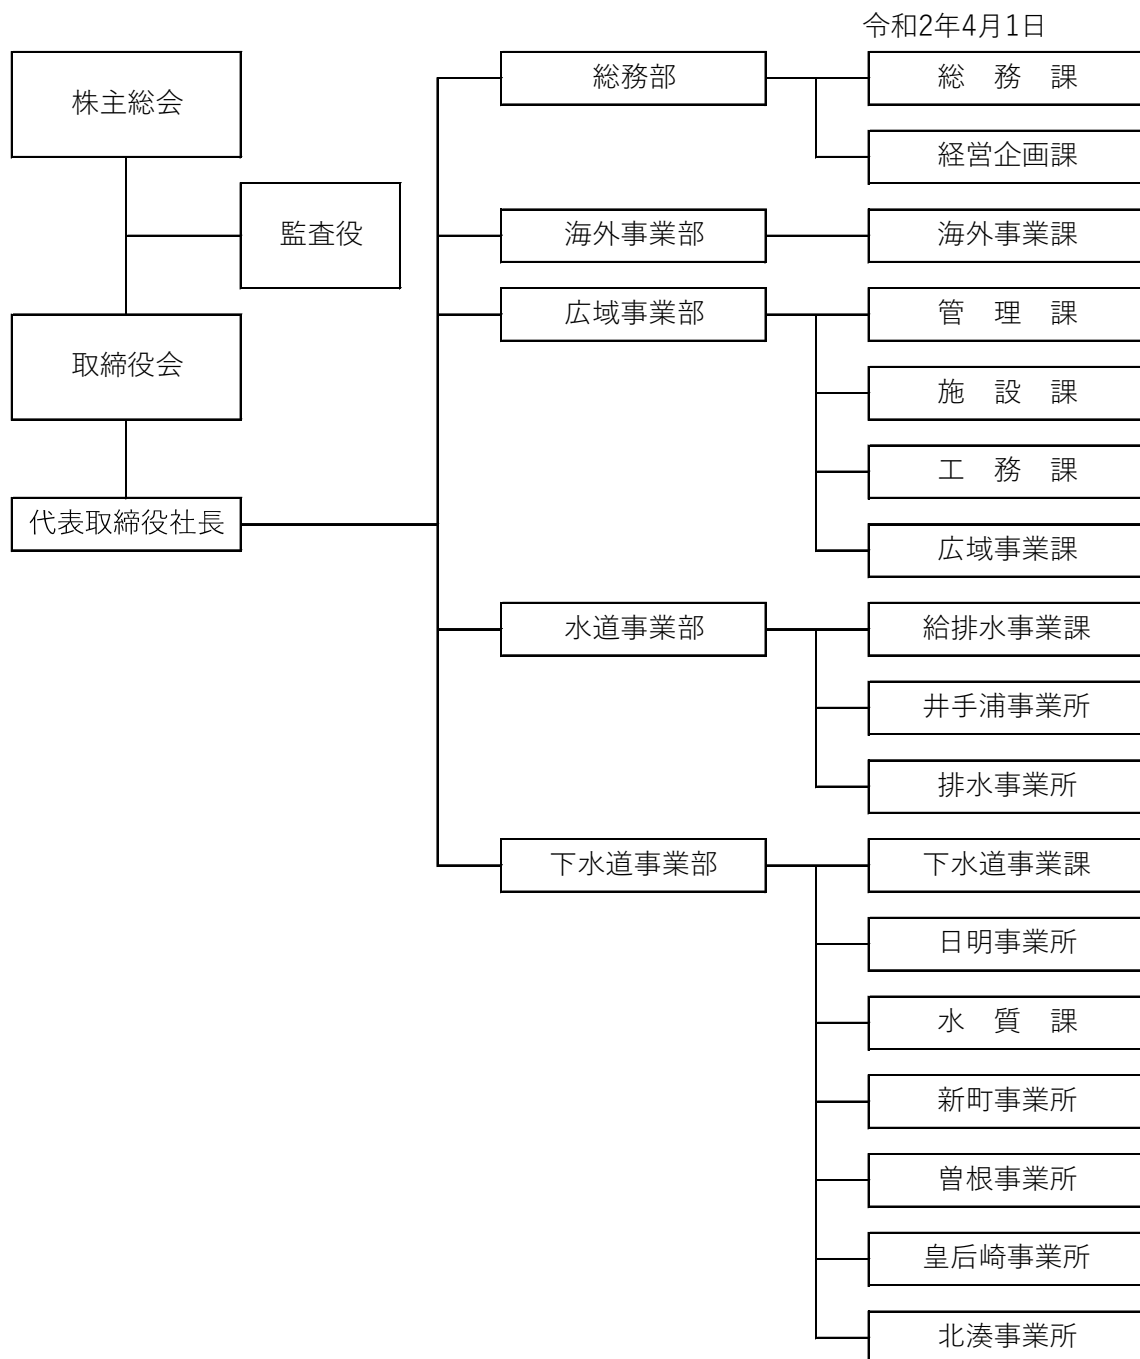 令和2年4月1日
株主総会
監査役
取締役会
代表取締役社長
総務部
総　務　課
経営企画課
海外事業部
海外事業課
広域事業部
管　理　課
施　設　課
工　務　課
広域事業課
水道事業部
給排水事業課
井手浦事業所
排水事業所
下水道事業部
下水道事業課
日明事業所
水　質　課
新町事業所
曽根事業所
皇后崎事業所
北湊事業所